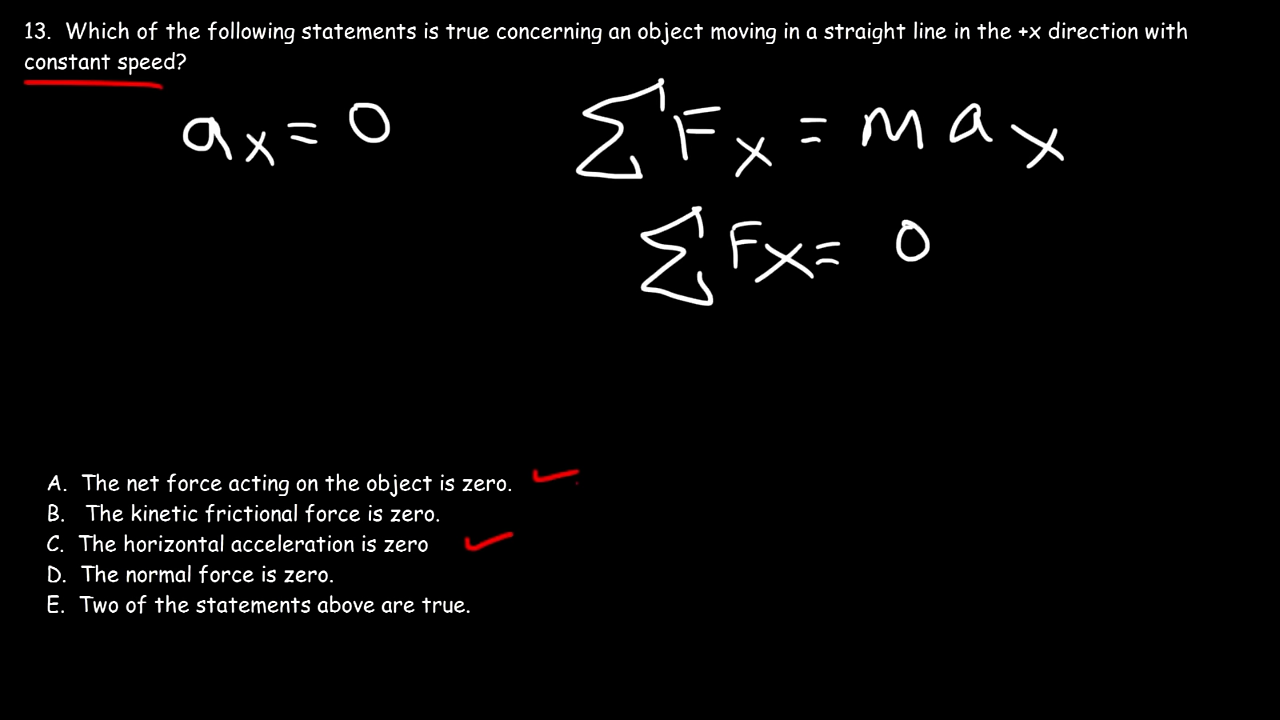 13. Which of the following statements is true concerning an object moving in a straight line in the +x direction with
constant speed?
aₓ = 0
∑Fₓ = maₓ
∑Fₓ = 0
A. The net force acting on the object is zero.
B. The kinetic frictional force is zero.
C. The horizontal acceleration is zero
D. The normal force is zero.
E. Two of the statements above are true.